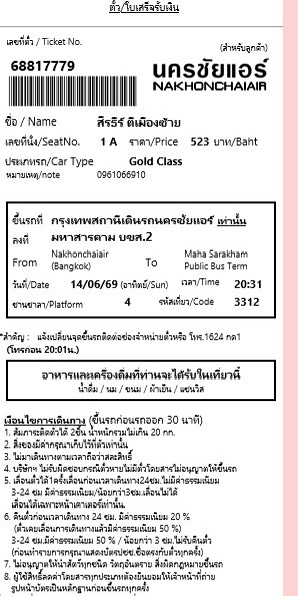 ตั๋ว/ใบเสร็จรับเงิน
เลขที่ตั๋ว / Ticket No.
(สำหรับลูกค้า)
68817779
นครชัยแอร์
NAKHONCHAIAIR
ชื่อ / Name สิรธีร์ ดิเมืองซ้าย
เลขที่นั่ง/SeatNo. 1 A ราคา/Price 523 บาท/Baht
ประเภทรถ/Car Type Gold Class
หมายเหตุ/note 0961066910
ขึ้นรถที่ กรุงเทพสถานีเดินรถนครชัยแอร์ เท่านั้น
ลงที่ มหาสารคาม บขส.2
From Nakhonchaiair (Bangkok) To Maha Sarakham Public Bus Term
วันที่/Date 14/06/69 (อาทิตย์/Sun) เวลา/Time 20:31
ชานชาลา/Platform 4 รหัสเที่ยว/Code 3312
*สำคัญ : แจ้งเปลี่ยนจุดขึ้นรถติดต่อช่องจำหน่ายตั๋วหรือ โทร.1624 กด1
(โทรก่อน 20:01น.)
อาหารและเครื่องดื่มที่ท่านจะได้รับในเที่ยวนี้
น้ำดื่ม / นม / ขนม / ผ้าเย็น / แซนวิส
เงื่อนไขการเดินทาง (ขึ้นรถก่อนรถออก 30 นาที)
1. สัมภาระติดตัวได้ 2ชิ้น น้ำหนักรวมไม่เกิน 20 กก.
2. สิ่งของมีค่ากรุณาเก็บไว้ที่ตัวเท่านั้น
3. ไม่มาเดินทางตามเวลาถือว่าสละสิทธิ์
4. บริษัทฯ ไม่รับผิดชอบกรณีตั๋วหายไม่มีตั๋วโดยสารไม่อนุญาตให้ขึ้นรถ
5. เลื่อนตั๋วได้1ครั้งเลื่อนก่อนเวลาเดินทาง24ชม.ไม่มีค่าธรรมเนียม
3-24 ชม มีค่าธรรมเนียม/น้อยกว่า3ชม.เลื่อนไม่ได้
เลื่อนได้เฉพาะหน้าเคาเตอร์เท่านั้น.
6. คืนตั๋วก่อนเวลาเดินทาง 24 ชม. มีค่าธรรมเนียม 20 %
(ตั๋วเคยเลื่อนการเดินทางแล้วมีค่าธรรมเนียม 50 %)
3-24 ชม.มีค่าธรรมเนียม 50 % / น้อยกว่า 3 ชม.ไม่รับคืนตั๋ว
(ก่อนทำรายการกรุณาแสดงบัตรปชช.ชื่อตรงกับตั๋วทุกครั้ง)
7. ไม่อนุญาตให้นำสัตว์ทุกชนิด วัตถุอันตราย สิ่งผิดกฎหมายขึ้นรถ
8. ผู้ใช้สิทธิ์ลดค่าโดยสารทุกประเภทต้องยินยอมให้เจ้าหน้าที่ถ่าย
รูปหน้าบัตรเป็นหลักฐานก่อนขึ้นรถทุกครั้ง